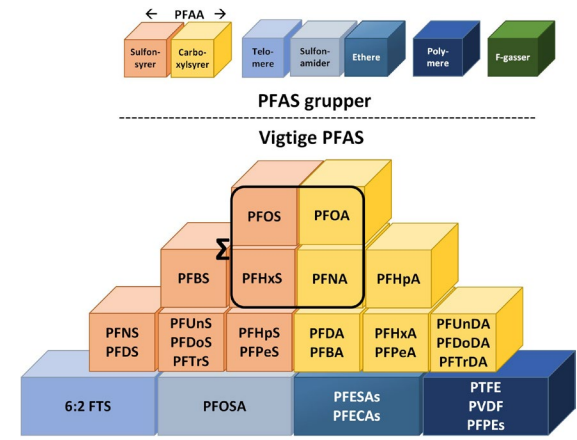 ← PFAA →
Sulfon-
syrer
Carbo-
xylsyrer
Telo-
mere
Sulfon-
amider
Ethere
Poly-
mere
F-gasser
PFAS grupper
Vigtige PFAS
PFOS
PFOA
Σ
PFBS
PFHxS
PFNA
PFHpA
PFNS
PFDS
PFUnS
PFDoS
PFTrS
PFHpS
PFPeS
PFDA
PFBA
PFHxA
PFPeA
PFUnDA
PFDoDA
PFTrDA
6:2 FTS
PFOSA
PFESAs
PFECAs
PTFE
PVDF
PFPEs